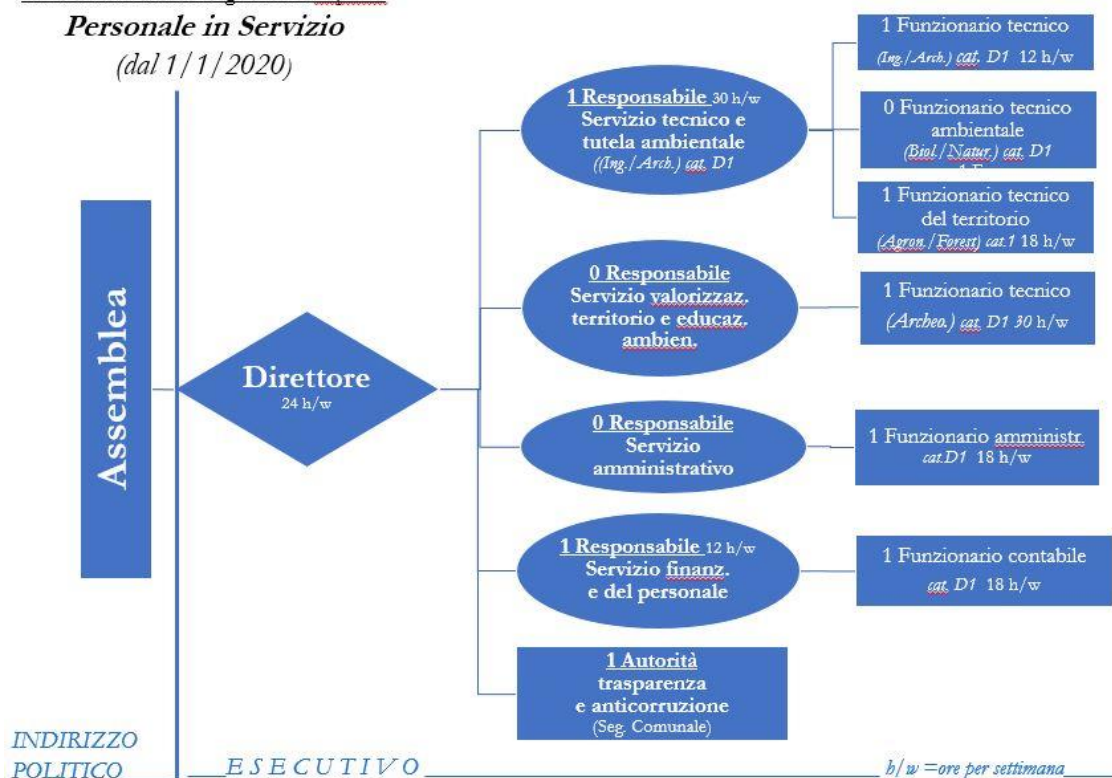 Personale in Servizio
(dal 1/1/2020)
Assemblea
Direttore
24 h/w
1 Responsabile 30 h/w
Servizio tecnico e
tutela ambientale
((Ing./Arch.) cat. D1
0 Responsabile
Servizio valorizzaz.
territorio e educaz.
ambien.
0 Responsabile
Servizio
amministrativo
1 Responsabile 12 h/w
Servizio finanz.
e del personale
1 Autorità
trasparenza
e anticorruzione
(Seg. Comunale)
1 Funzionario tecnico
(Ing./Arch.) cat. D1 12 h/w
0 Funzionario tecnico
ambientale
(Biol./Natur.) cat. D1
1 Funzionario tecnico
del territorio
(Agron./Forest) cat.1 18 h/w
1 Funzionario tecnico
(Archeo.) cat. D1 30 h/w
1 Funzionario amministr.
cat.D1 18 h/w
1 Funzionario contabile
cat. D1 18 h/w
INDIRIZZO
POLITICO
ESECUTIVO
h/w =ore per settimana